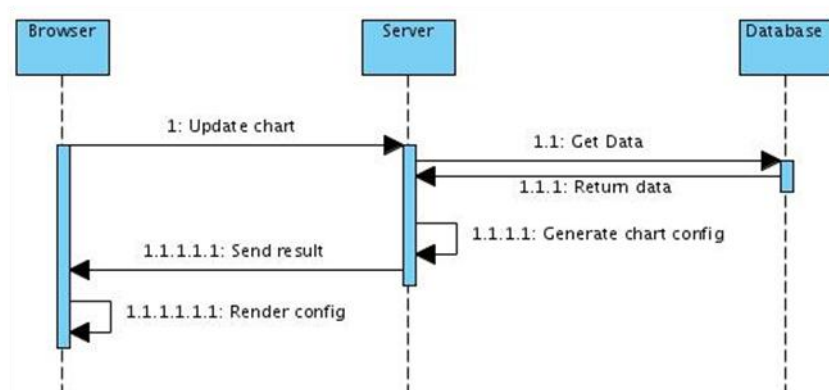 Browser
Server
Database
1: Update chart
1.1: Get Data
1.1.1: Return data
1.1.1.1: Generate chart config
1.1.1.1.1: Send result
1.1.1.1.1.1: Render config